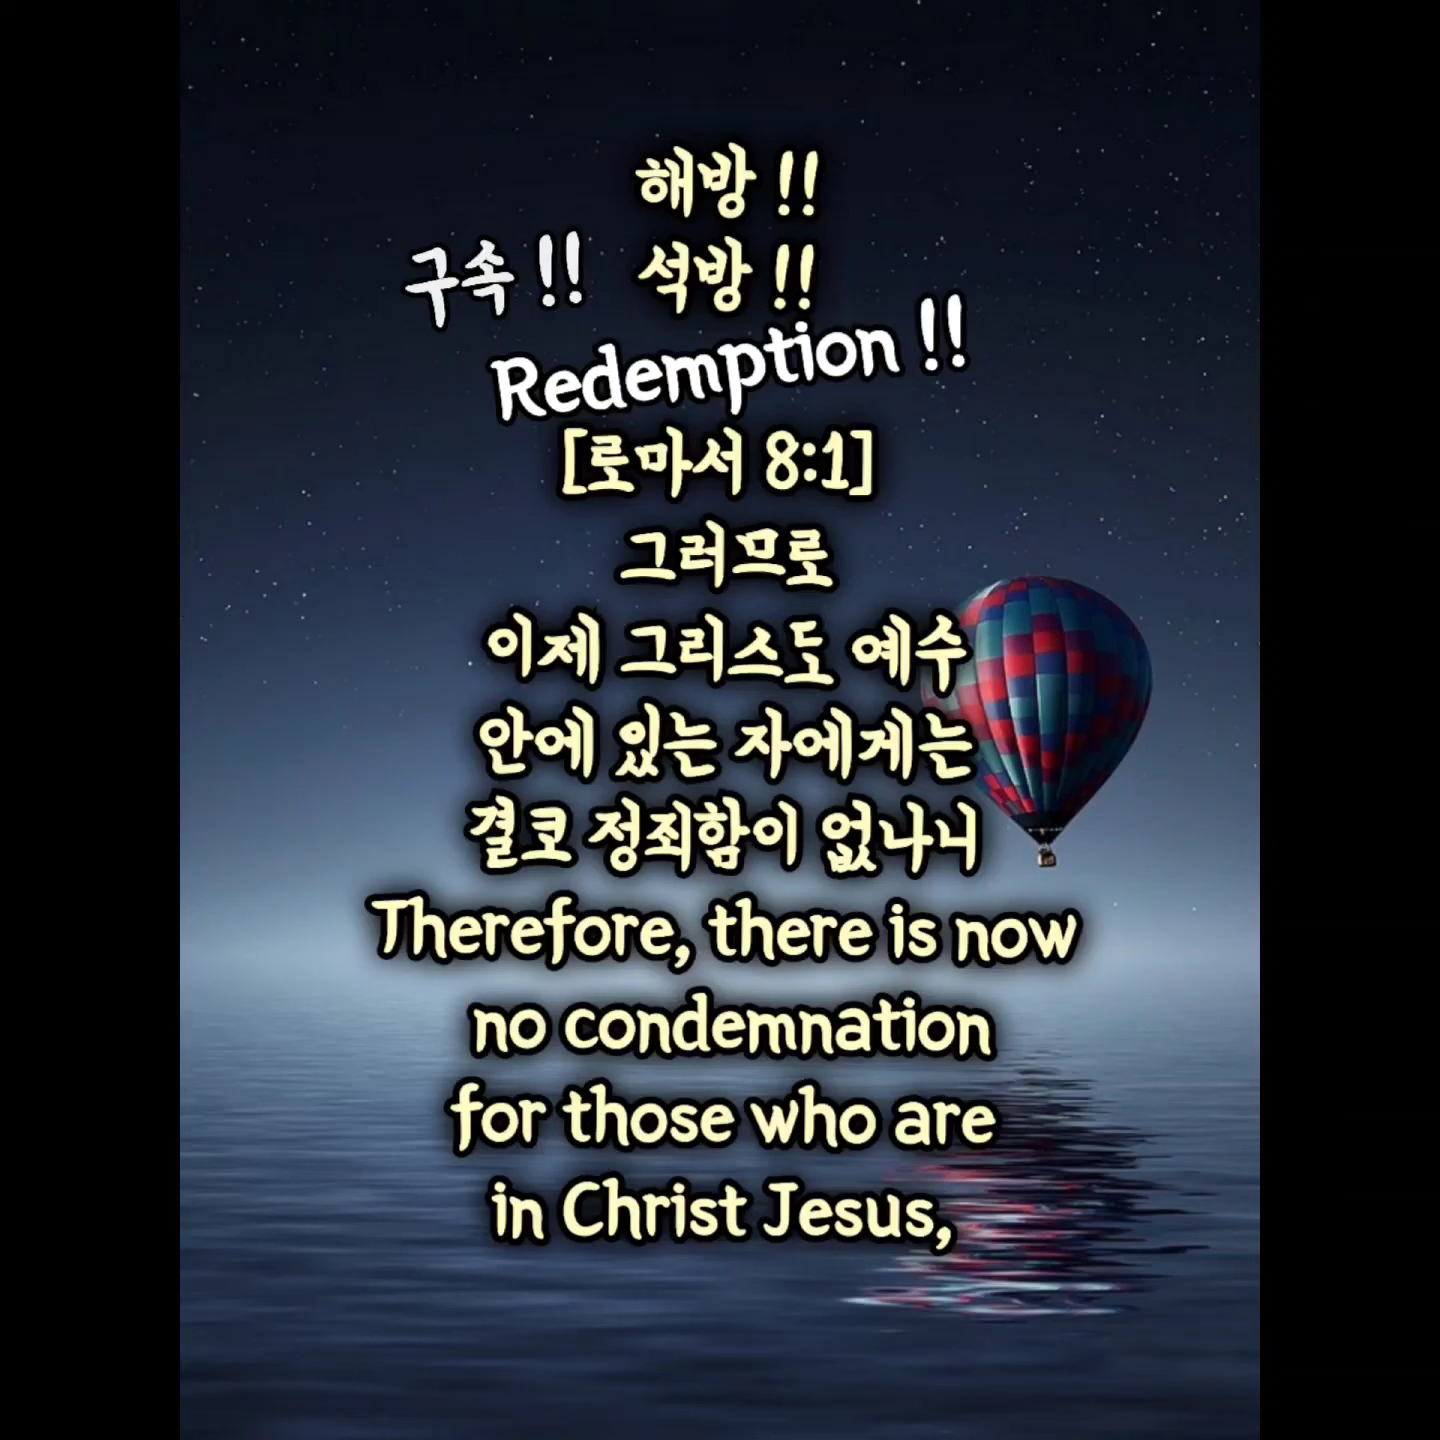 해방 !!
구속 !! 석방 !!
Redemption !!
[로마서 8:1]
그러므로
이제 그리스도 예수
안에 있는 자에게는
결코 정죄함이 없나니
Therefore, there is now
no condemnation
for those who are
in Christ Jesus,